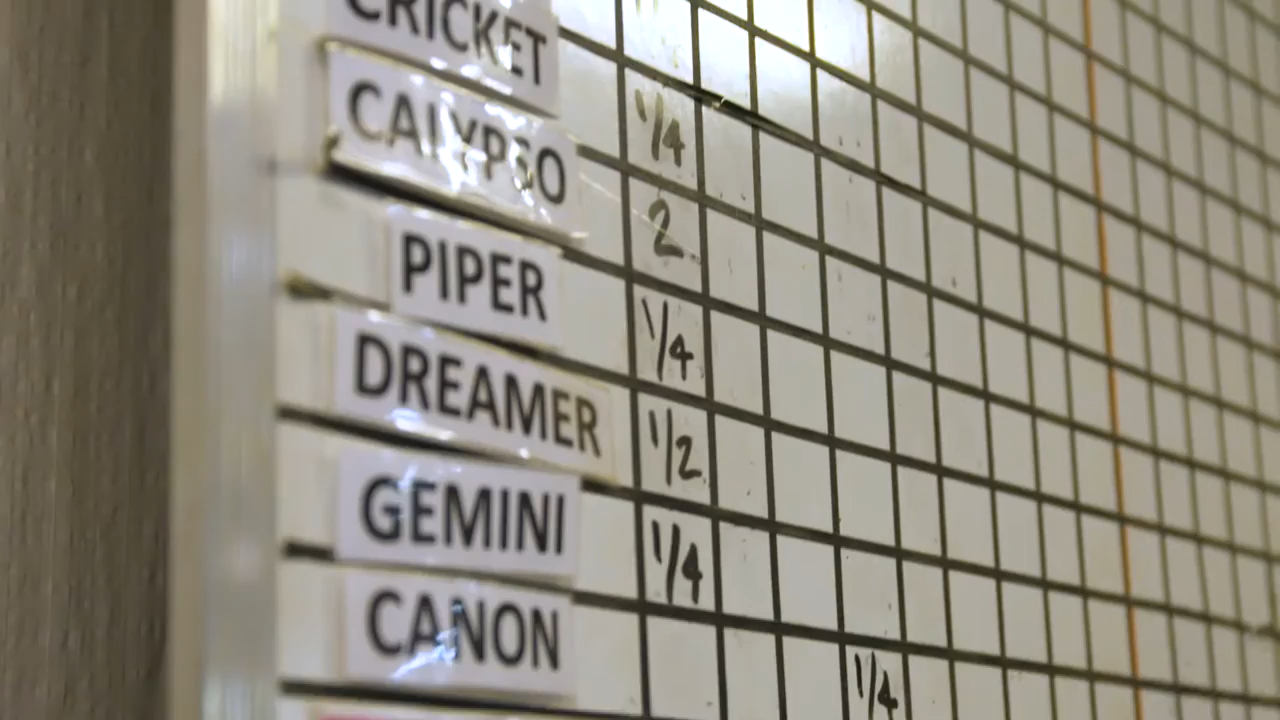 CRICKET 1/4
CALYPSO 2
PIPER 1/4
DREAMER 1/2
GEMINI 1/4
CANON 1/4